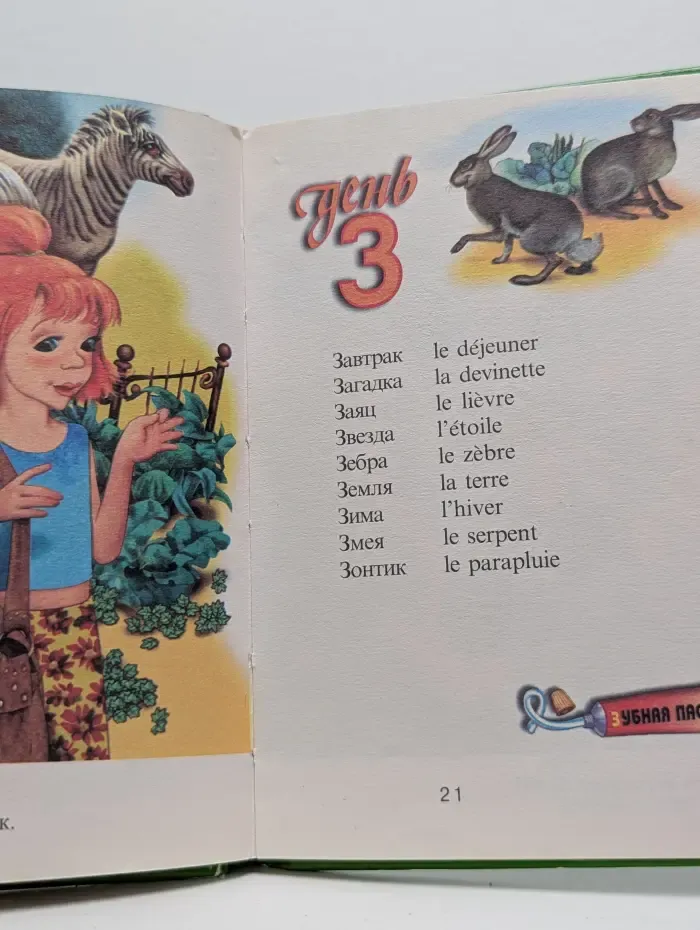 к.
День
3
Завтрак le déjeuner
Загадка la devinette
Заяц le lièvre
Звезда l'étoile
Зебра le zèbre
Земля la terre
Зима l'hiver
Змея le serpent
Зонтик le parapluie
ЗУБНАЯ ПАС
21